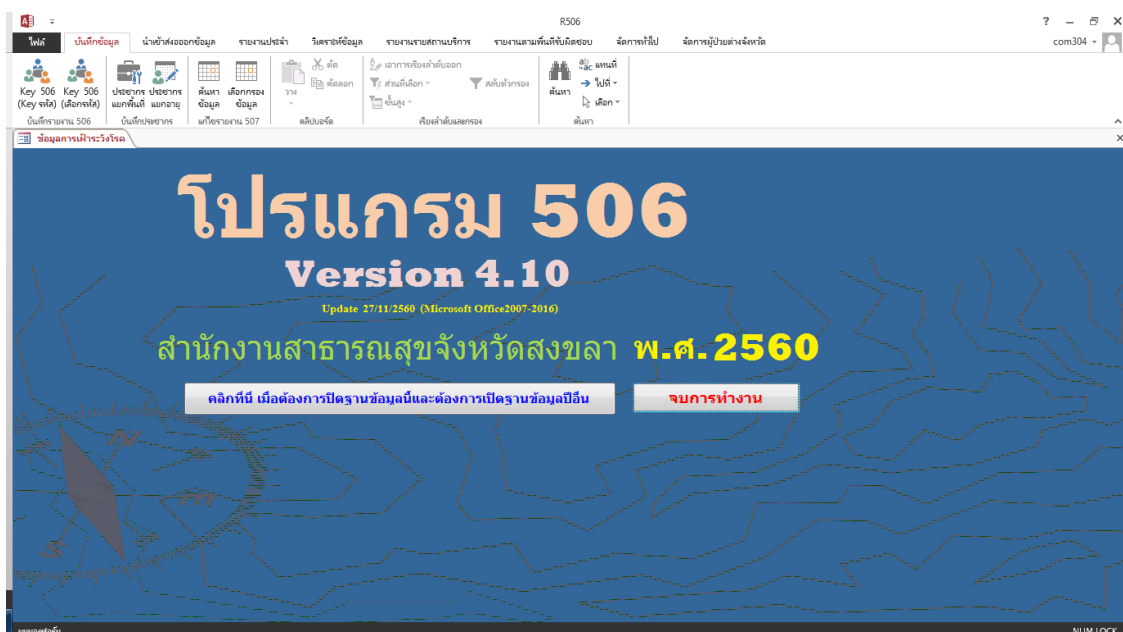 R506
? com304
ไฟล์ บันทึกข้อมูล นำเข้าส่งออกข้อมูล รายงานประจำ วิเคราะห์ข้อมูล รายงานรายสถานบริการ รายงานตามพื้นที่รับผิดชอบ จัดการทั่วไป จัดการผู้ป่วยต่างจังหวัด
Key 506 Key 506 ประชากร ประชากร ค้นหา เลือกกรอง วาง ตัด เอาการเรียงลำดับออก ค้นหา แทนที่
(Key รหัส) (เลือกรหัส) แยกพื้นที่ แยกอายุ ข้อมูล ข้อมูล คัดลอก ส่วนที่เลือก สลับตัวกรอง ไปที่
ขั้นสูง เลือก
บันทึกรายงาน 506 บันทึกประชากร แก้ไขรายงาน 507 คลิปบอร์ด เรียงลำดับและกรอง ค้นหา
ข้อมูลการเฝ้าระวังโรค
โปรแกรม 506
Version 4.10
Update 27/11/2560 (Microsoft Office2007-2016)
สำนักงานสาธารณสุขจังหวัดสงขลา พ.ศ.2560
คลิกที่นี่ เมื่อต้องการปิดฐานข้อมูลนี้และต้องการเปิดฐานข้อมูลปีอื่น จบการทำงาน
NUM LOCK